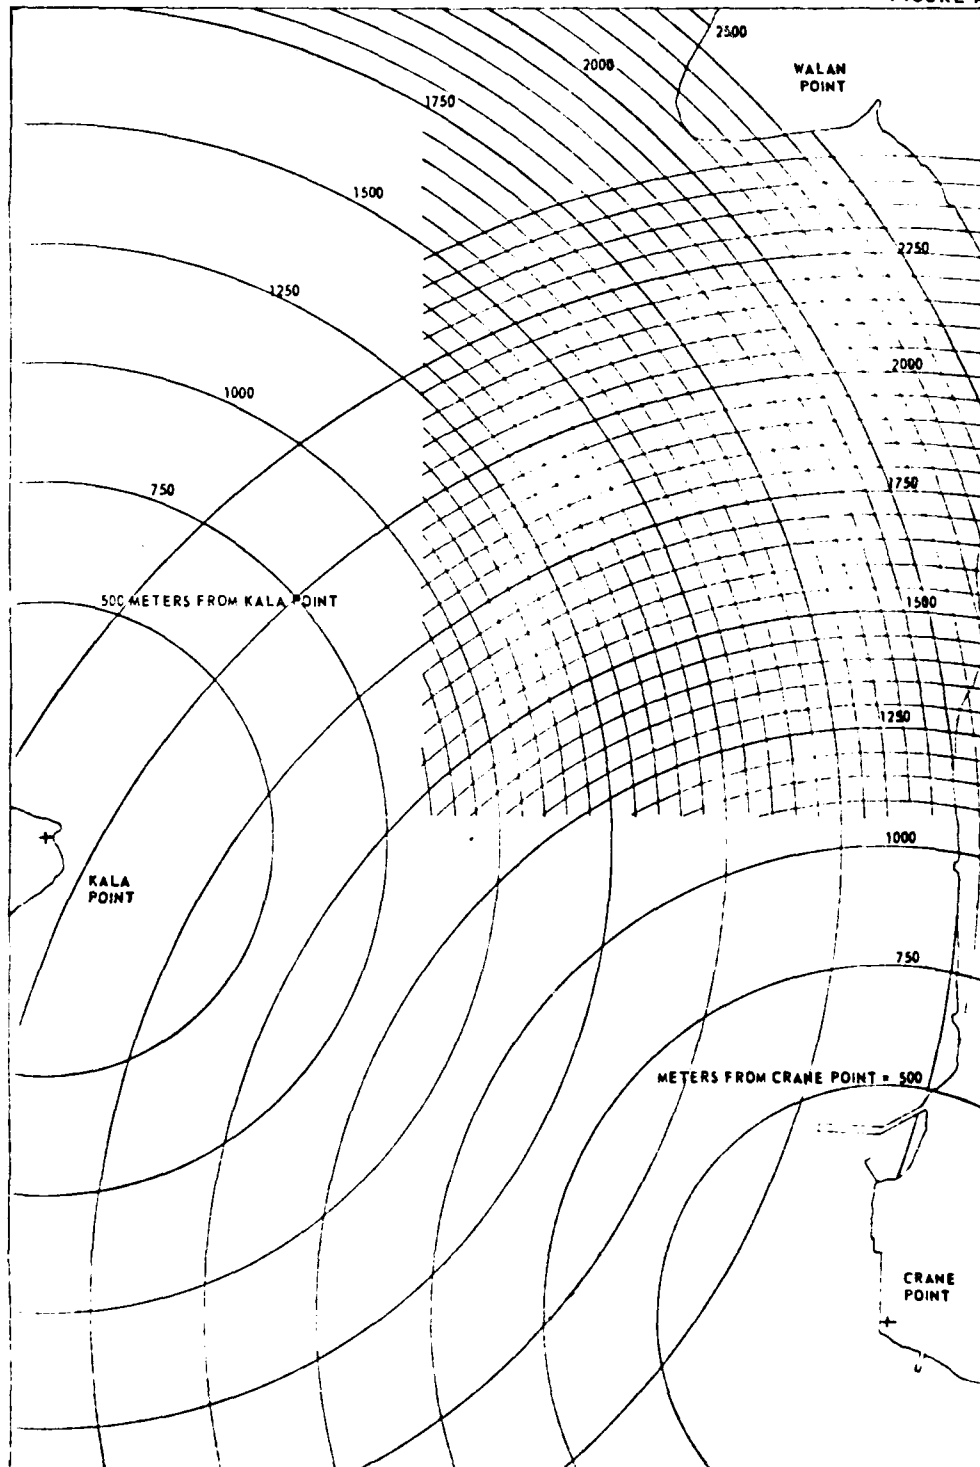 2500
WALAN
POINT
2000
1750
1500
2250
1250
2000
1000
1750
750
500 METERS FROM KALA POINT
1500
1250
1000
KALA
POINT
750
METERS FROM CRANE POINT = 500
CRANE
POINT